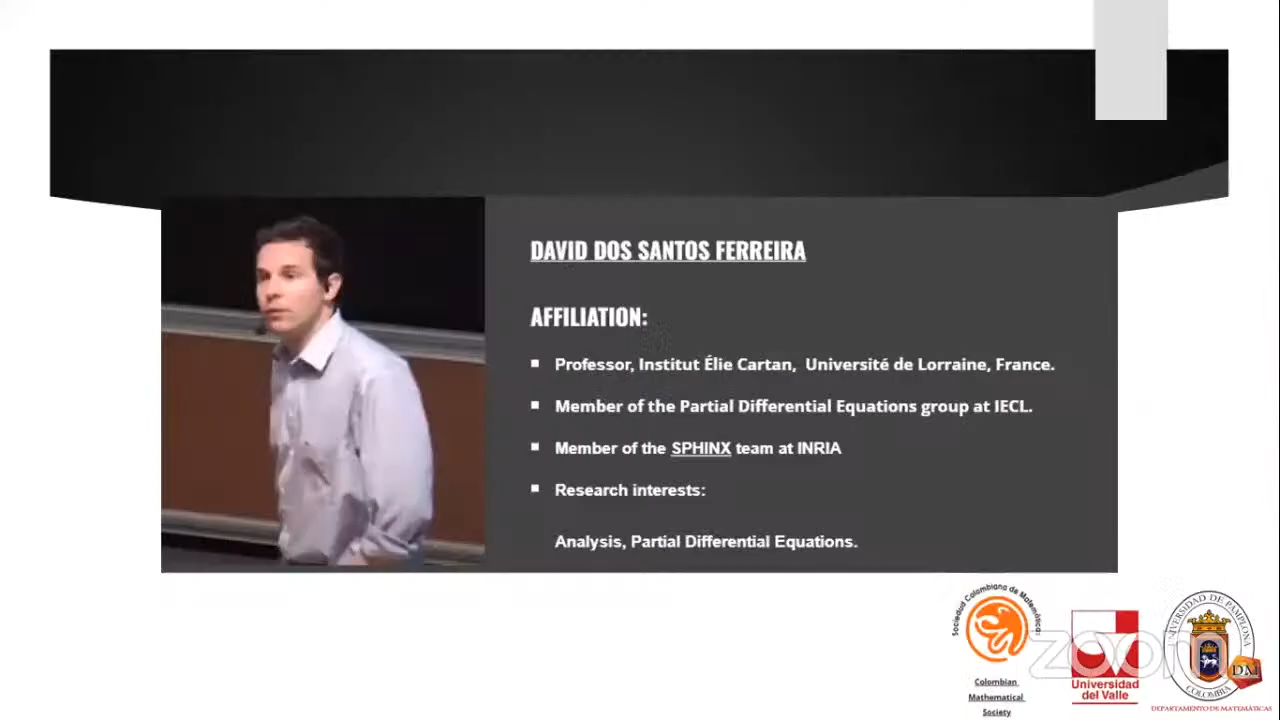 DAVID DOS SANTOS FERREIRA
AFFILIATION:
Professor, Institut Élie Cartan, Université de Lorraine, France.
Member of the Partial Differential Equations group at IECL.
Member of the SPHINX team at INRIA
Research interests:
Analysis, Partial Differential Equations.
Sociedad Colombiana de Matemáticas
Colombian
Mathematical
Society
zoom
Universidad
del Valle
UNIVERSIDAD DE PAMPLONA
COLOMBIA
DM
DEPARTAMENTO DE MATEMÁTICAS